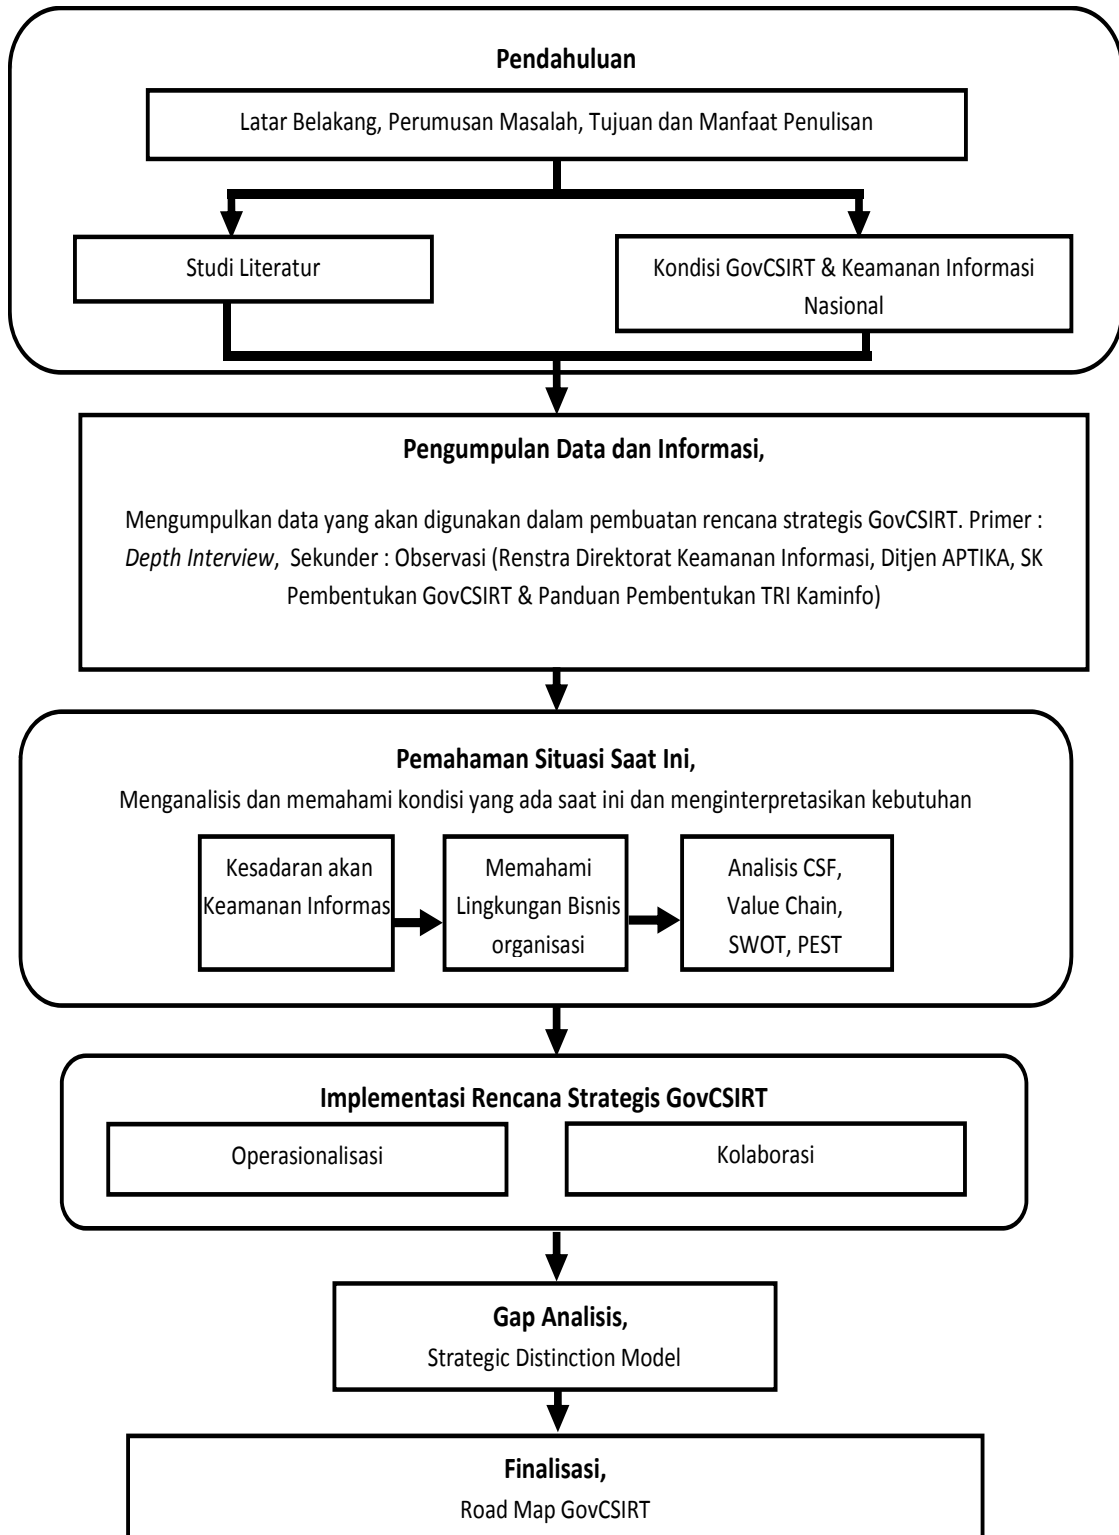 Pendahuluan
Latar Belakang, Perumusan Masalah, Tujuan dan Manfaat Penulisan
Studi Literatur
Kondisi GovCSIRT & Keamanan Informasi
Nasional
Pengumpulan Data dan Informasi,
Mengumpulkan data yang akan digunakan dalam pembuatan rencana strategis GovCSIRT. Primer :
Depth Interview, Sekunder : Observasi (Renstra Direktorat Keamanan Informasi, Ditjen APTIKA, SK
Pembentukan GovCSIRT & Panduan Pembentukan TRI Kaminfo)
Pemahaman Situasi Saat Ini,
Menganalisis dan memahami kondisi yang ada saat ini dan menginterpretasikan kebutuhan
Kesadaran akan
Keamanan Informas
Memahami
Lingkungan Bisnis
organisasi
Analisis CSF,
Value Chain,
SWOT, PEST
Implementasi Rencana Strategis GovCSIRT
Operasionalisasi
Kolaborasi
Gap Analisis,
Strategic Distinction Model
Finalisasi,
Road Map GovCSIRT